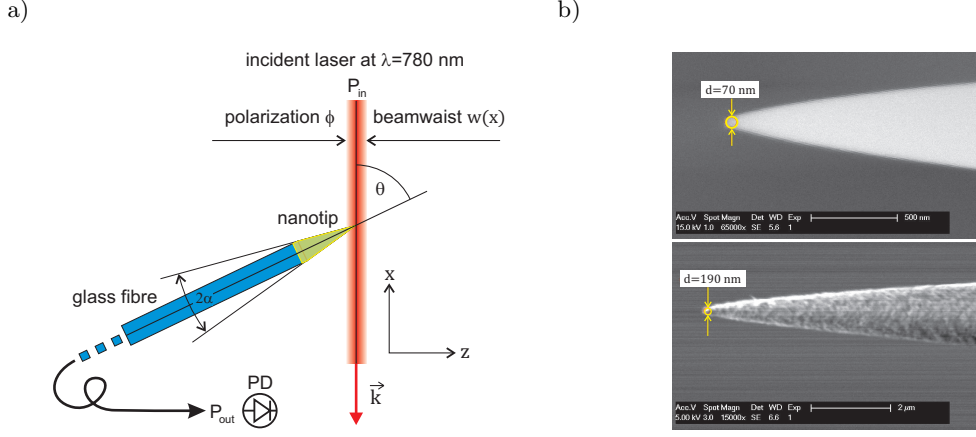 a)
incident laser at λ=780 nm
P_in
polarization ϕ
beamwaist w(x)
θ
nanotip
glass fibre
2α
x
z
k⃗
PD
P_out
b)
d=70 nm
Acc.V Spot Magn Det WD Exp
15.0 kV 1.0 65000x SE 5.6 1
500 nm
d=190 nm
Acc.V Spot Magn Det WD Exp
5.00 kV 3.0 15000x SE 6.6 1
2 µm